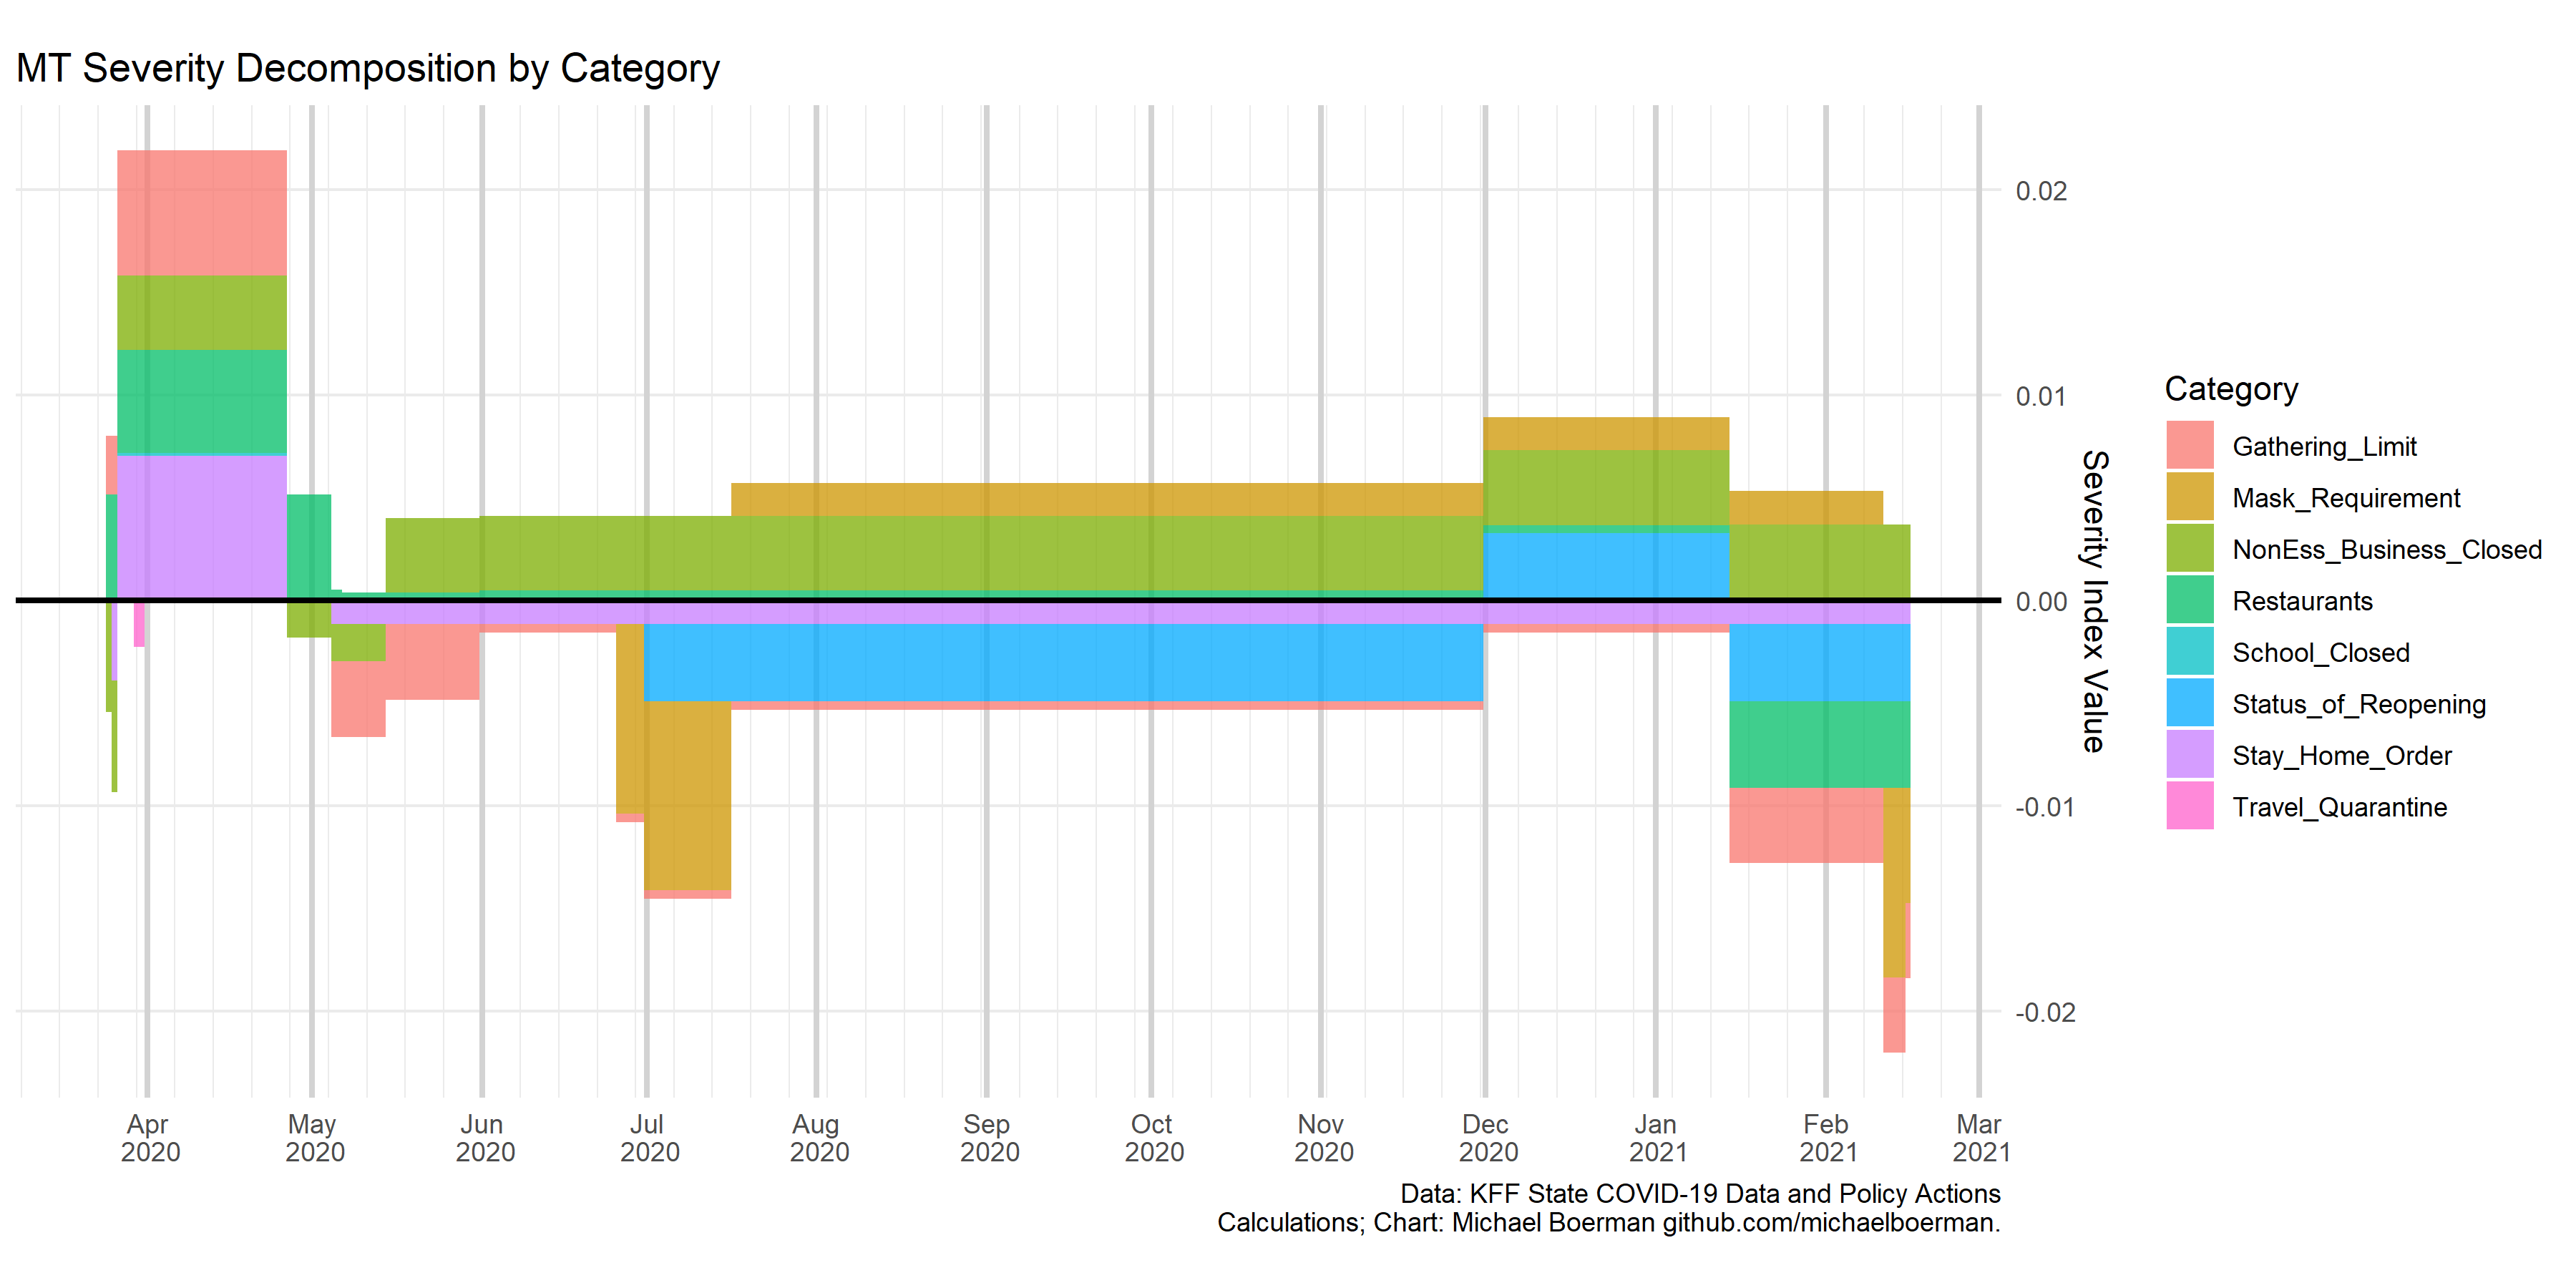 MT Severity Decomposition by Category
0.02
0.01
0.00
-0.01
-0.02
Severity Index Value
Apr
2020
May
2020
Jun
2020
Jul
2020
Aug
2020
Sep
2020
Oct
2020
Nov
2020
Dec
2020
Jan
2021
Feb
2021
Mar
2021
Category
Gathering_Limit
Mask_Requirement
NonEss_Business_Closed
Restaurants
School_Closed
Status_of_Reopening
Stay_Home_Order
Travel_Quarantine
Data: KFF State COVID-19 Data and Policy Actions
Calculations; Chart: Michael Boerman github.com/michaelboerman.